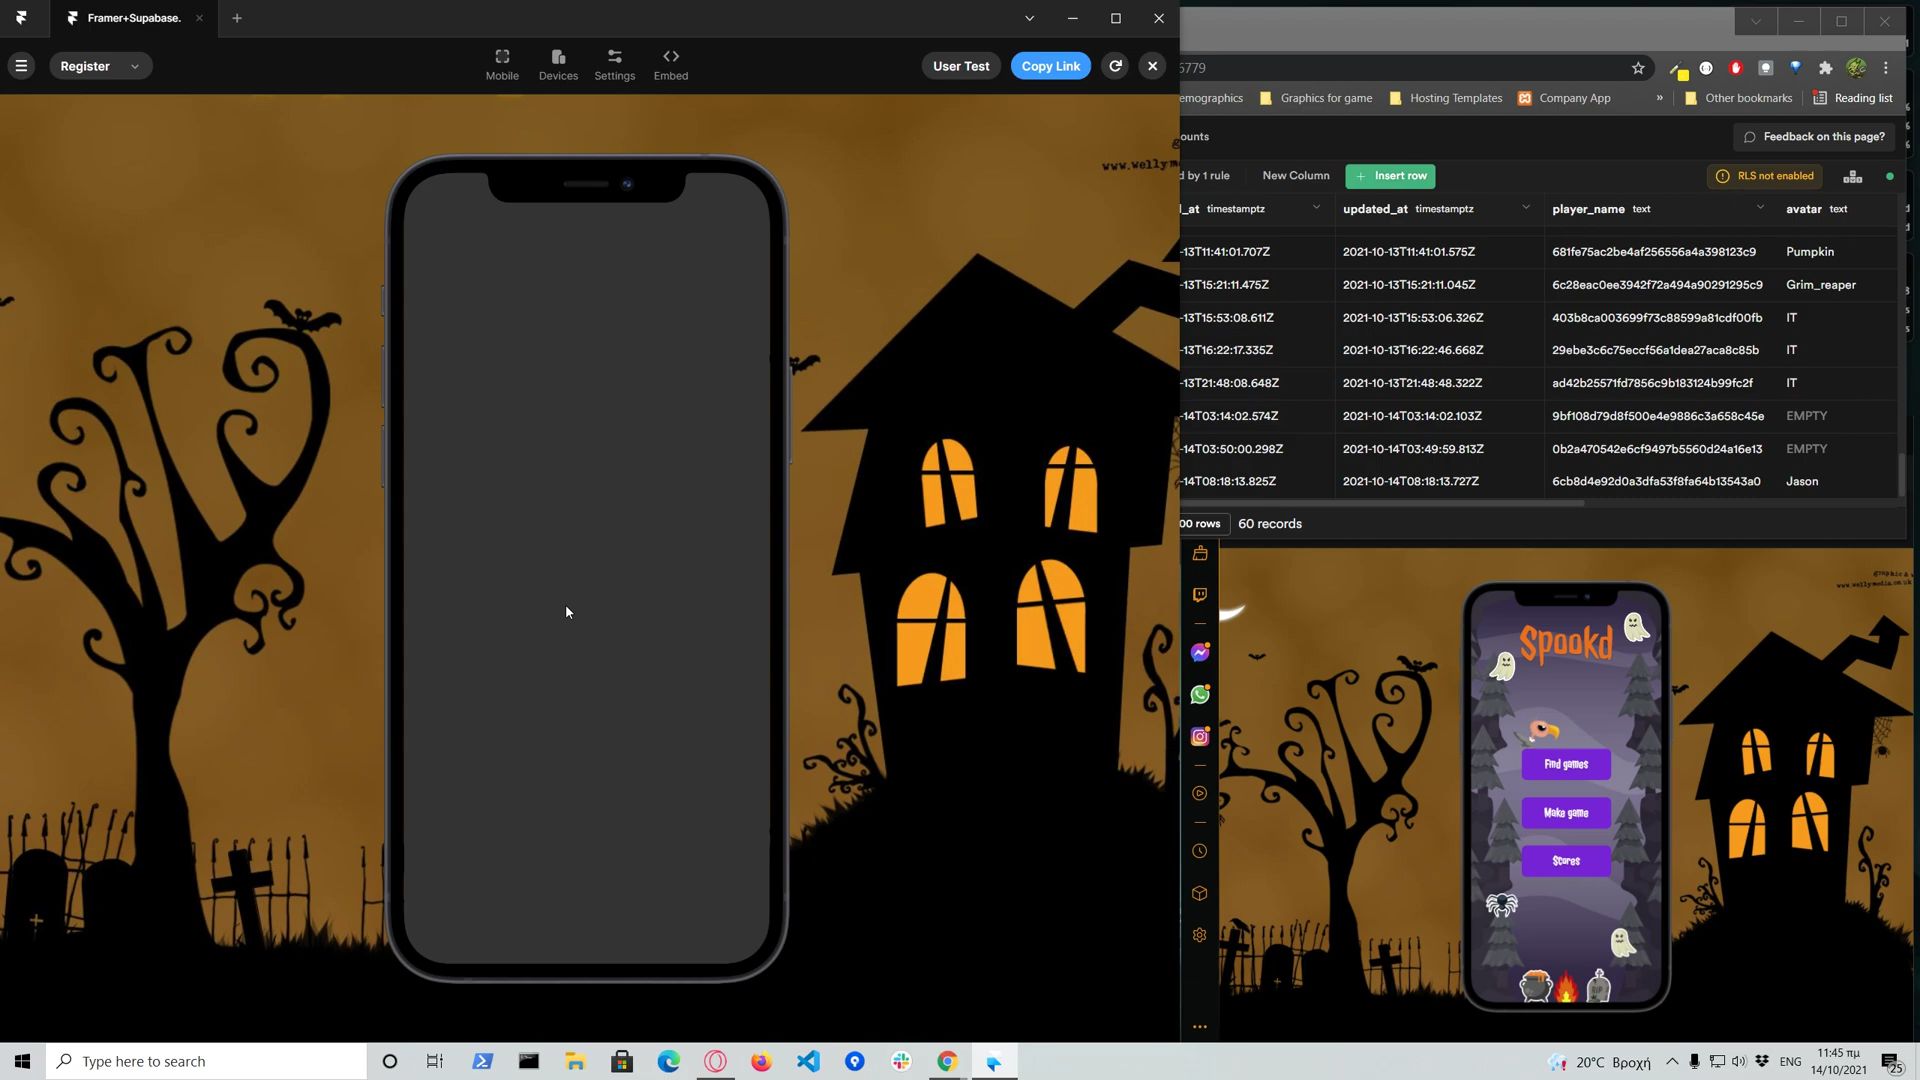 Framer+Supabase.
Register
Mobile
Devices
Settings
Embed
User Test
Copy Link
5779
emographics
Graphics for game
Hosting Templates
Company App
»
Other bookmarks
Reading list
ounts
Feedback on this page?
d by 1 rule
New Column
+ Insert row
RLS not enabled
_at timestamptz
updated_at timestamptz
player_name text
avatar text
-13T11:41:01.707Z 2021-10-13T11:41:01.575Z 681fe75ac2be4af256556a4a398123c9 Pumpkin
-13T15:21:11.475Z 2021-10-13T15:21:11.045Z 6c28eac0ee3942f72a494a90291295c9 Grim_reaper
-13T15:53:08.611Z 2021-10-13T15:53:06.326Z 403b8ca003699f73c88599a81cdf00fb IT
-13T16:22:17.335Z 2021-10-13T16:22:46.668Z 29ebe3c6c75eccf56a1dea27aca8c85b IT
-13T21:48:08.648Z 2021-10-13T21:48:48.322Z ad42b25571fd7856c9b183124b99fc2f IT
-14T03:14:02.574Z 2021-10-14T03:14:02.103Z 9bf108d79d8f500e4e9886c3a658c45e EMPTY
-14T03:50:00.298Z 2021-10-14T03:49:59.813Z 0b2a470542e6cf9497b5560d24a16e13 EMPTY
-14T08:18:13.825Z 2021-10-14T08:18:13.727Z 6cb8d4e92d0a3dfa53f8fa64b13543a0 Jason
00 rows
60 records
www.wellym
www.wellymedia.co.uk
Spookd
Find games
Make game
Scores
RIP
Type here to search
20°C Βροχή
ENG
11:45 πμ
14/10/2021
25